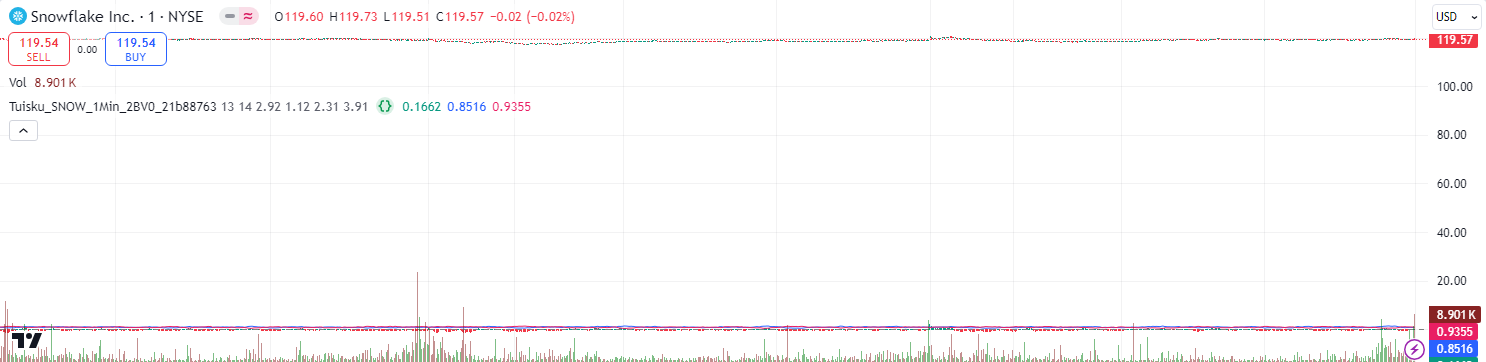 Snowflake Inc. · 1 · NYSE O119.60 H119.73 L119.51 C119.57 −0.02 (−0.02%)
USD
119.54 SELL 0.00 119.54 BUY
119.57
Vol 8.901K
100.00
Tuisku_SNOW_1Min_2BV0_21b88763 13 14 2.92 1.12 2.31 3.91 {} 0.1662 0.8516 0.9355
80.00
60.00
40.00
20.00
8.901K
0.9355
0.8516